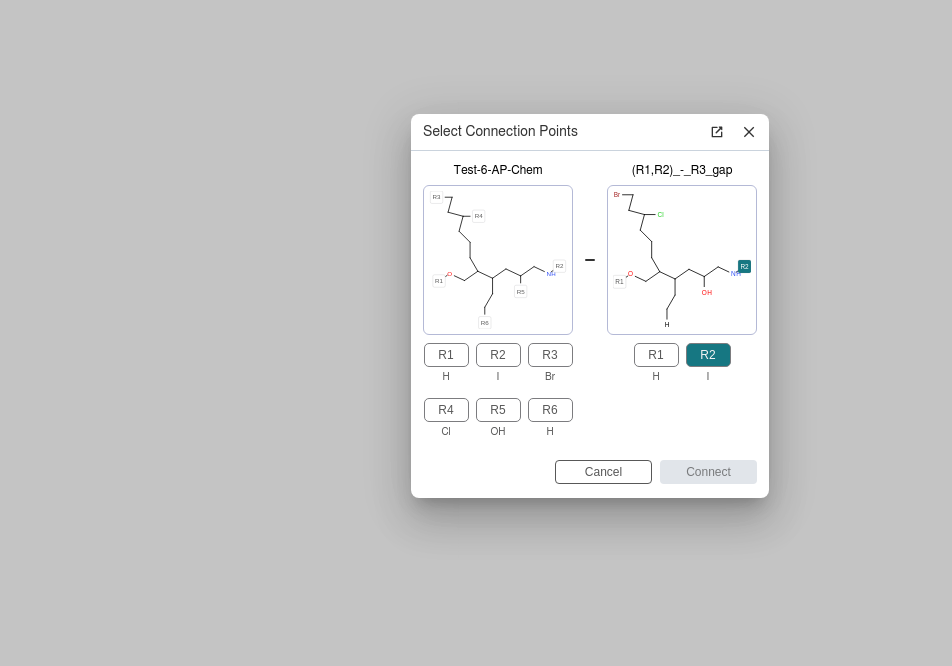 Select Connection Points
Test-6-AP-Chem
(R1,R2)_-_R3_gap
R3
R4
R1
O
NH
R2
R5
R6
Br
Cl
R1
O
NH
R2
OH
H
R1 R2 R3
H I Br
R4 R5 R6
Cl OH H
R1 R2
H I
Cancel
Connect